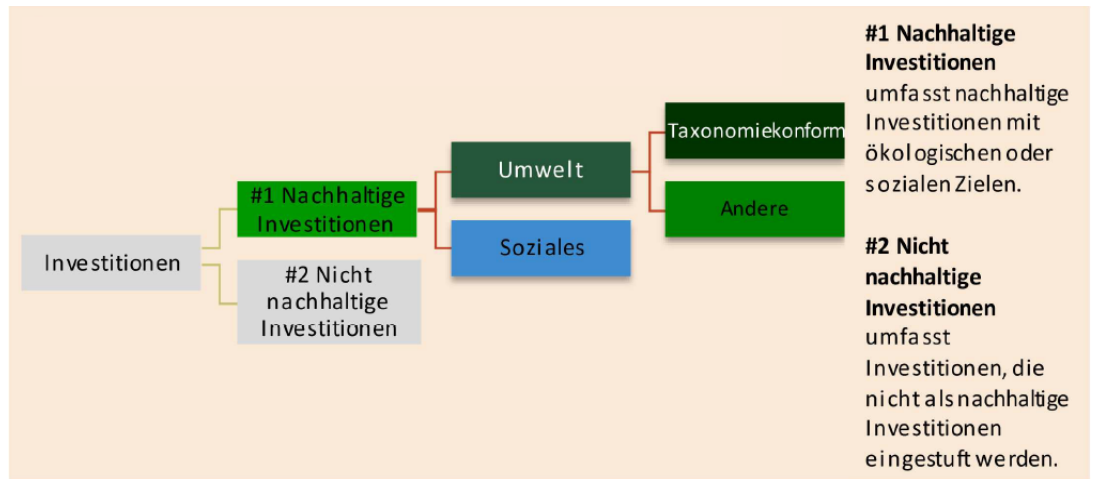 Investitionen
#1 Nachhaltige
Investitionen
#2 Nicht
nachhaltige
Investitionen
Umwelt
Soziales
Taxonomiekonform
Andere
#1 Nachhaltige
Investitionen
umfasst nachhaltige
Investitionen mit
ökologischen oder
sozialen Zielen.
#2 Nicht
nachhaltige
Investitionen
umfasst
Investitionen, die
nicht als nachhaltige
Investitionen
eingestuft werden.